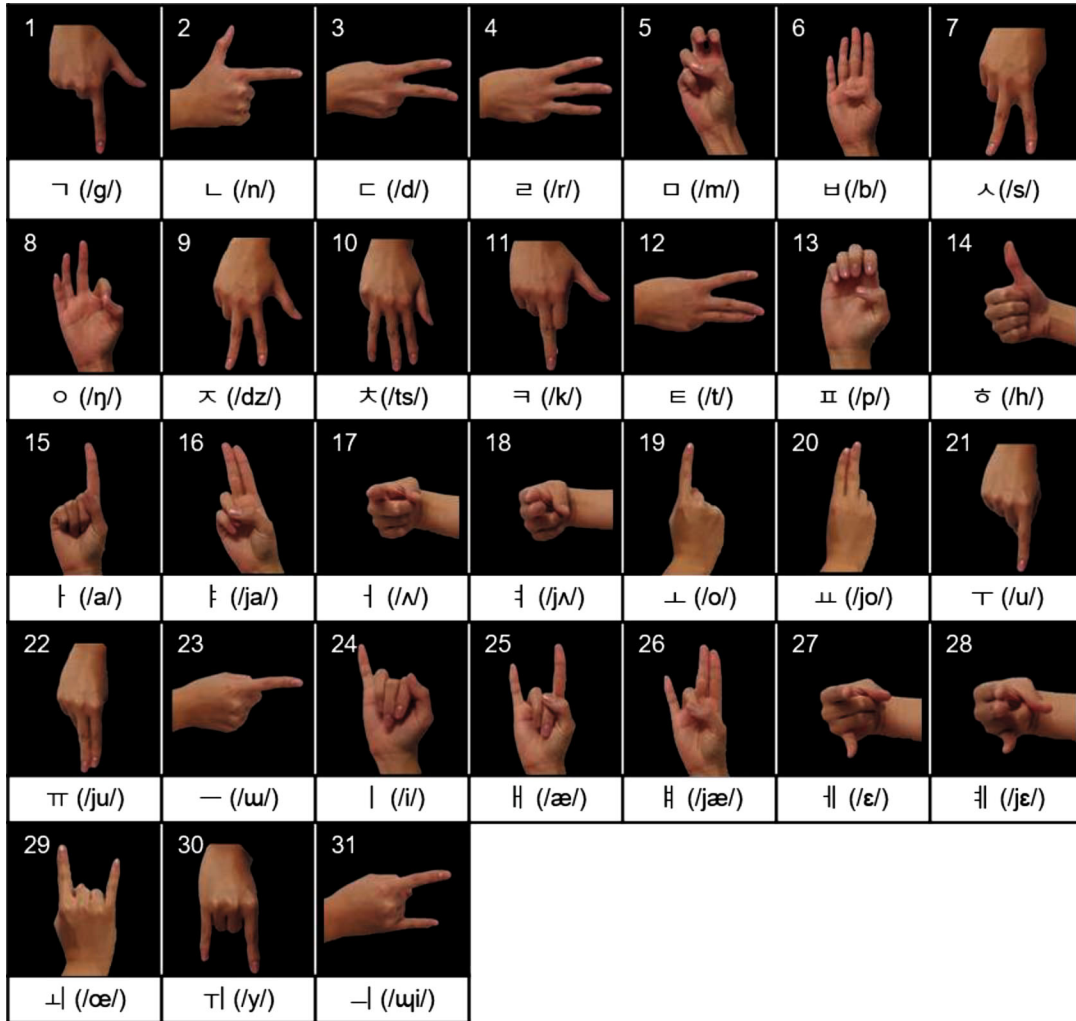 1 2 3 4 5 6 7
ㄱ (/g/) ㄴ (/n/) ㄷ (/d/) ㄹ (/r/) ㅁ (/m/) ㅂ(/b/) ㅅ(/s/)
8 9 10 11 12 13 14
ㅇ (/ŋ/) ㅈ (/dz/) ㅊ(/ts/) ㅋ (/k/) ㅌ (/t/) ㅍ (/p/) ㅎ (/h/)
15 16 17 18 19 20 21
ㅏ (/a/) ㅑ (/ja/) ㅓ (/ʌ/) ㅕ (/jʌ/) ㅗ (/o/) ㅛ (/jo/) ㅜ (/u/)
22 23 24 25 26 27 28
ㅠ (/ju/) ㅡ (/ɯ/) ㅣ (/i/) ㅐ (/æ/) ㅒ (/jæ/) ㅔ (/ɛ/) ㅖ (/jɛ/)
29 30 31
ㅚ (/œ/) ㅟ (/y/) ㅢ (/ɰi/)